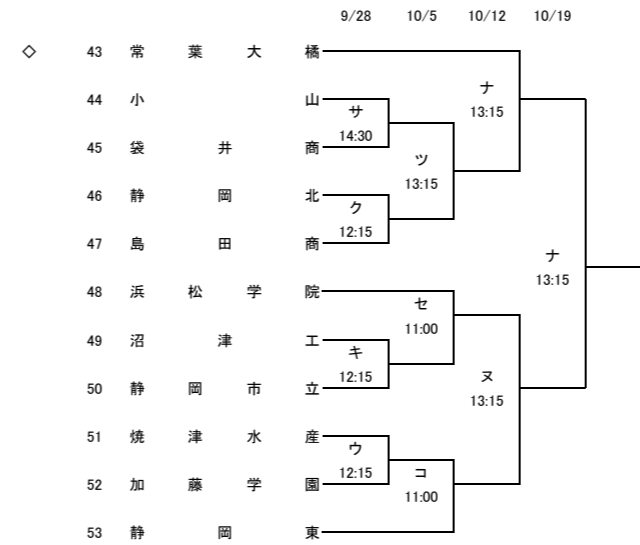 9/28 10/5 10/12 10/19
◇ 43 常葉大橘
44 小山
45 袋井商
46 静岡北
47 島田商
48 浜松学院
49 沼津工
50 静岡市立
51 焼津水産
52 加藤学園
53 静岡東
サ
14:30
ク
12:15
キ
12:15
ウ
12:15
ツ
13:15
セ
11:00
コ
11:00
ナ
13:15
ヌ
13:15
ナ
13:15